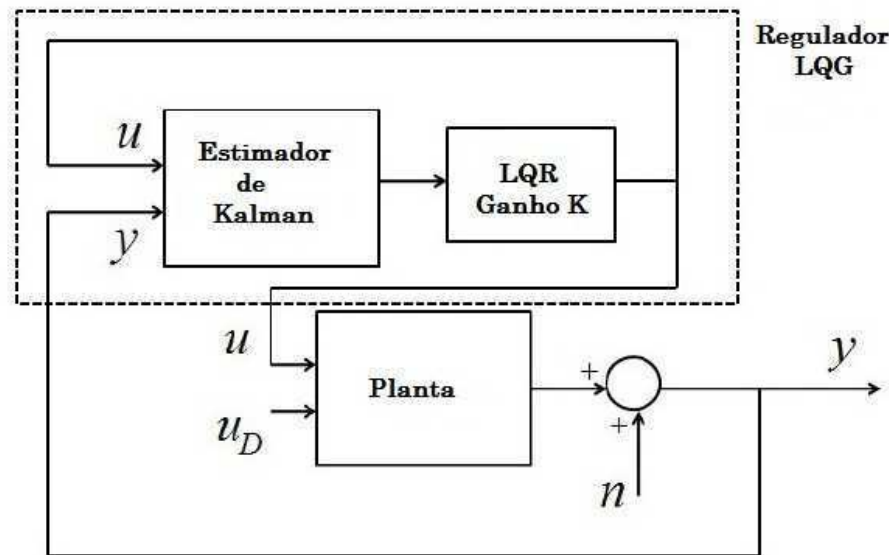 Regulador
LQG
u
Estimador
de
Kalman
y
LQR
Ganho K
u
Planta
u_D
+
+
n
y